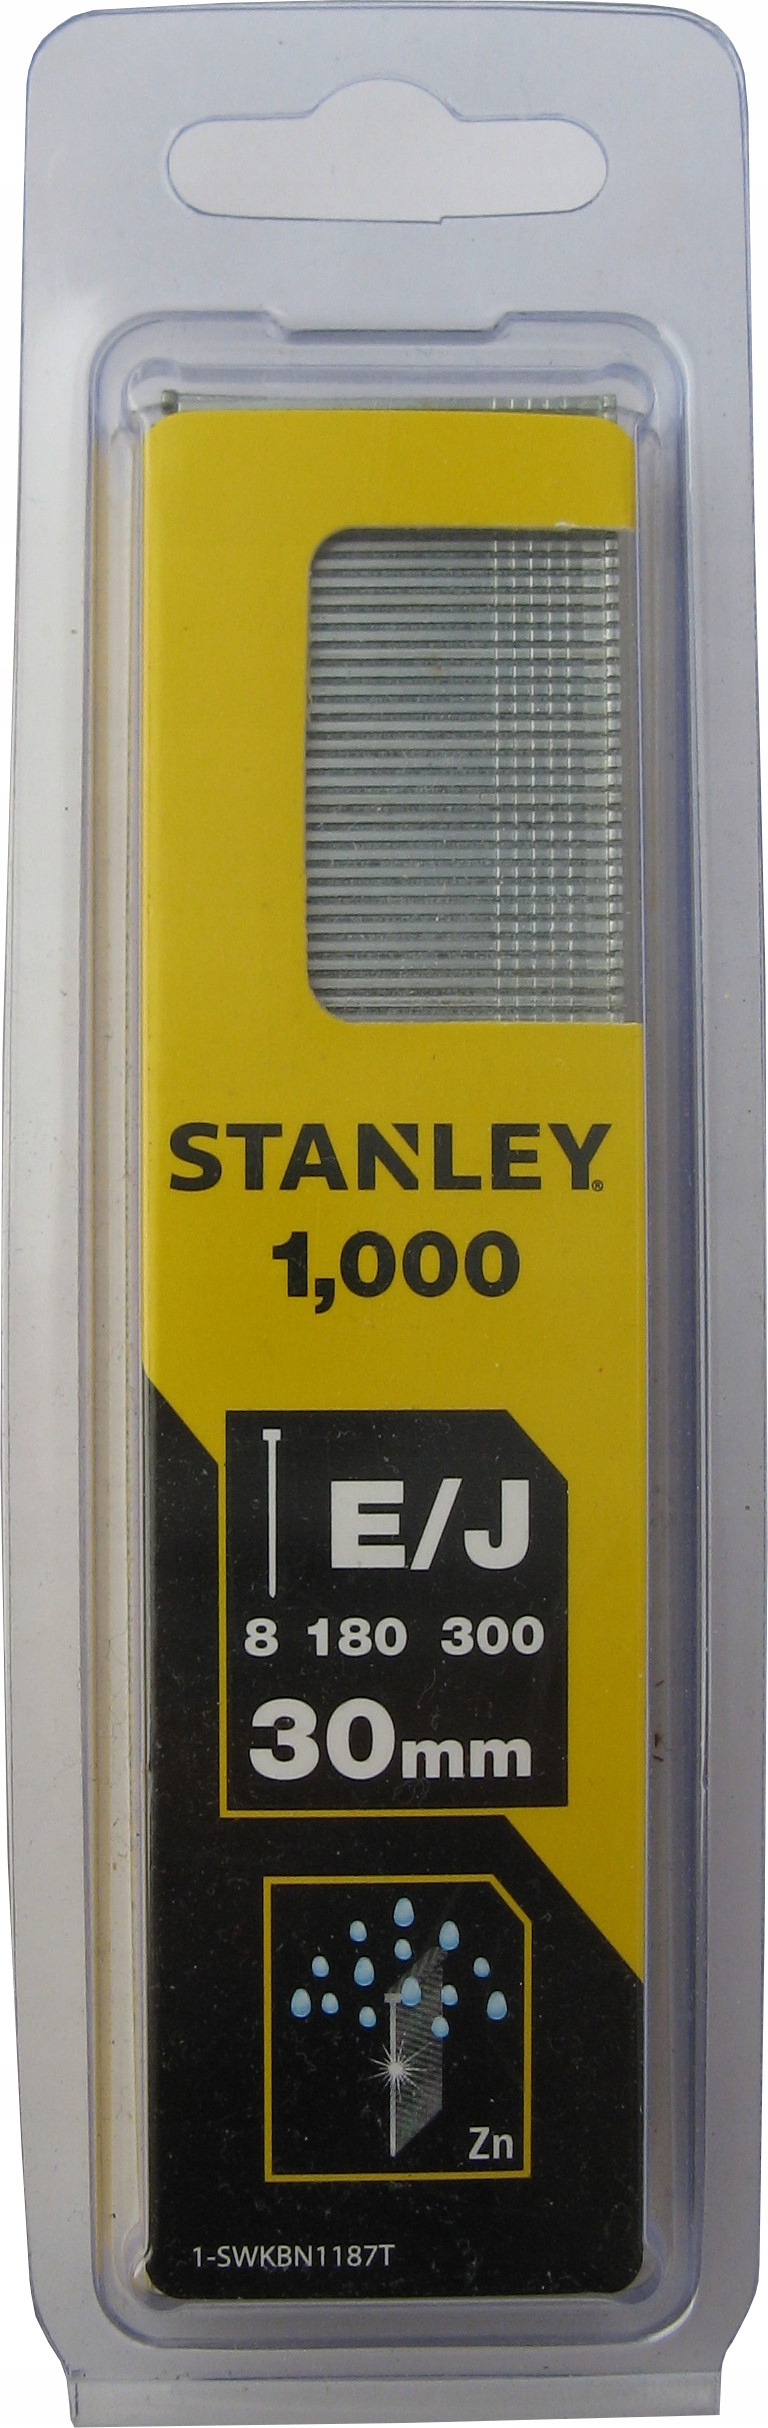 STANLEY®
1,000
E/J
8 180 300
30mm
Zn
1-SWKBN1187T